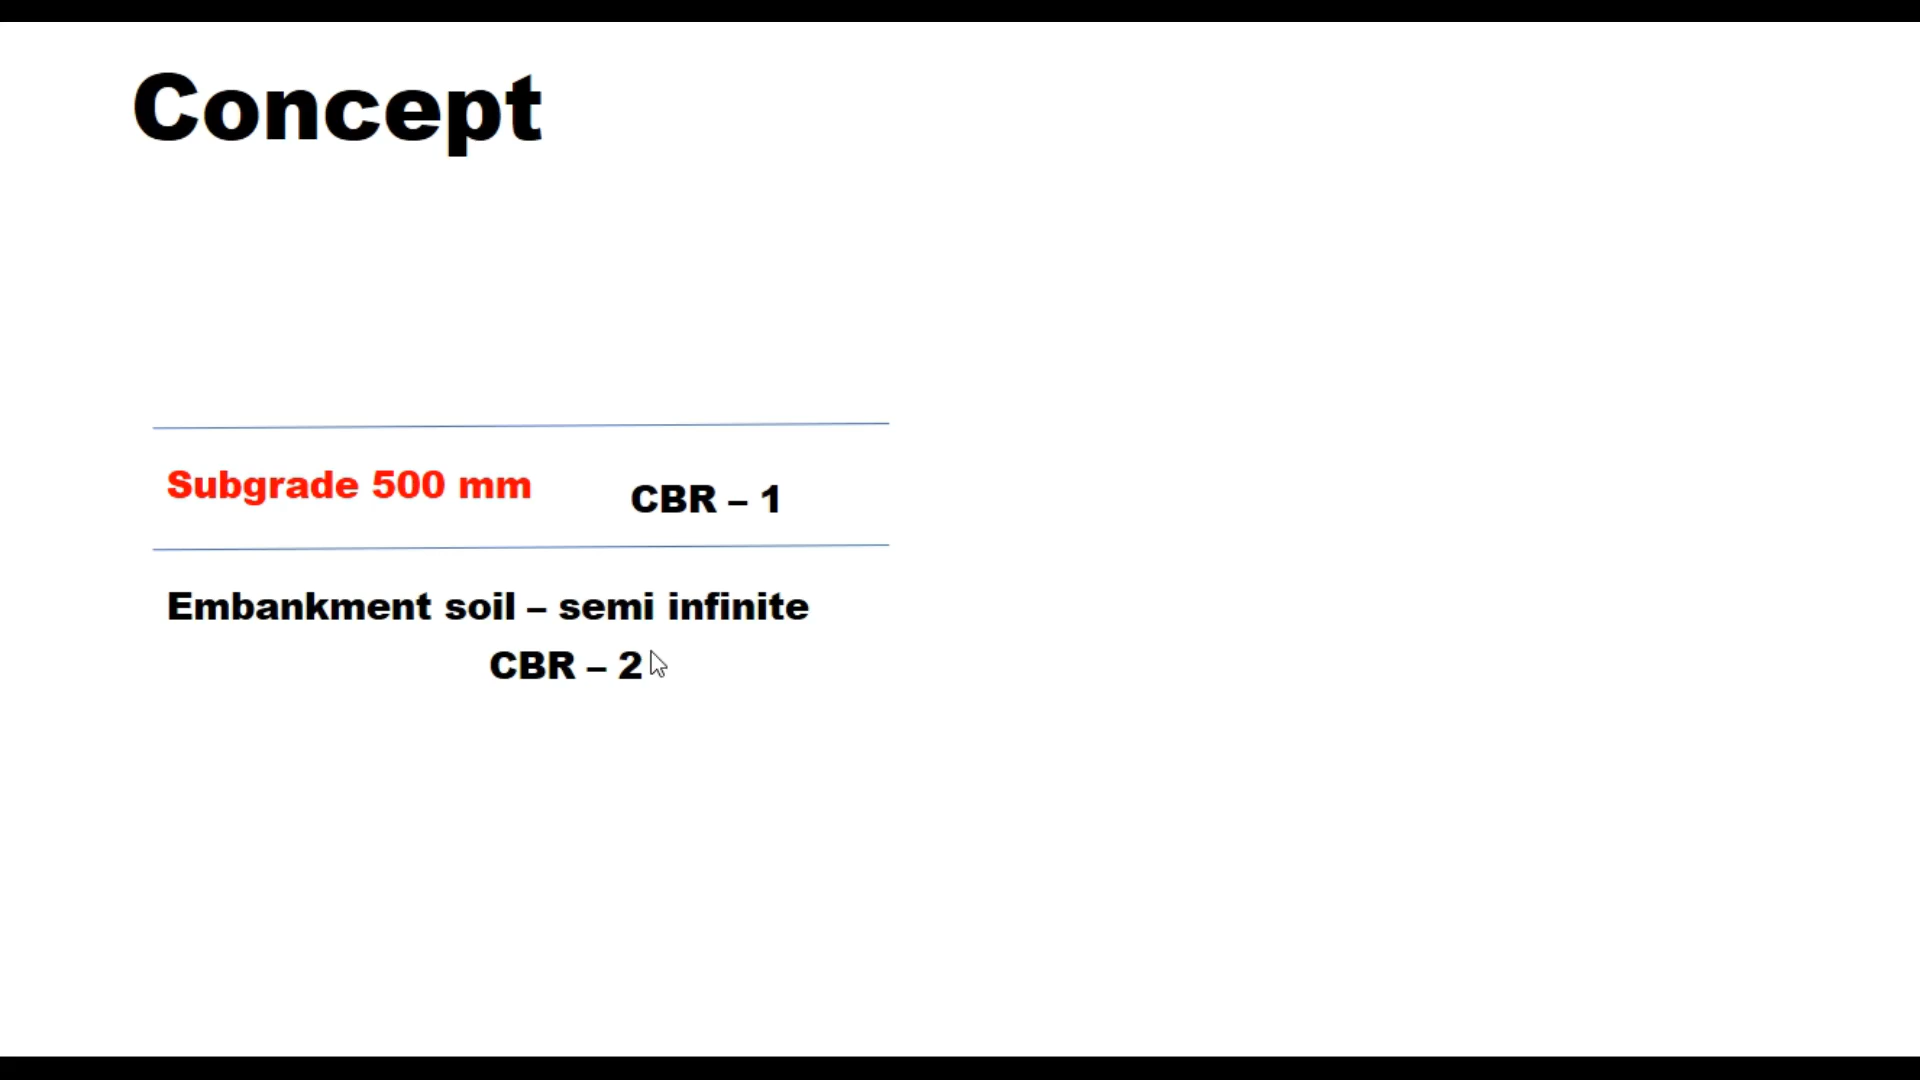 Concept
Subgrade 500 mm
CBR – 1
Embankment soil – semi infinite
CBR – 2